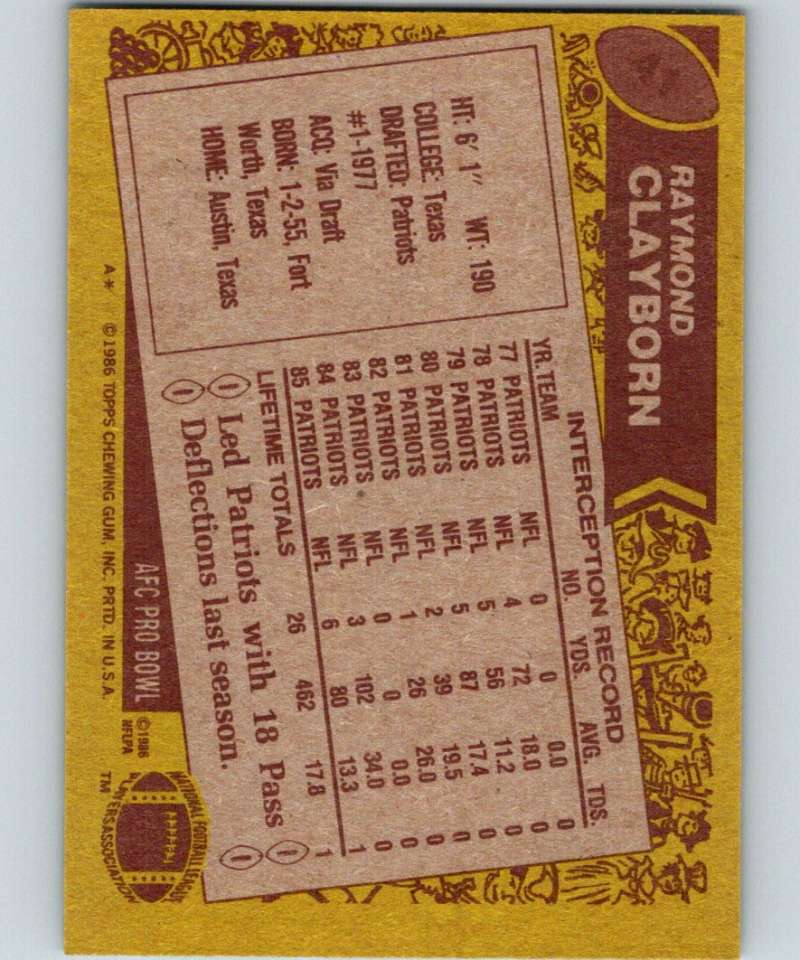 RAYMOND
CLAYBORN
HT: 6' 1" WT: 190
COLLEGE: Texas
DRAFTED: Patriots
#1-1977
ACQ: Via Draft
BORN: 1-2-55, Fort
Worth, Texas
HOME: Austin, Texas
INTERCEPTION RECORD
YR. TEAM NO. YDS. AVG. TDS.
77 PATRIOTS NFL 0 0 0.0 0
78 PATRIOTS NFL 4 72 18.0 0
79 PATRIOTS NFL 5 56 11.2 0
80 PATRIOTS NFL 5 87 17.4 0
81 PATRIOTS NFL 2 39 19.5 0
82 PATRIOTS NFL 1 26 26.0 0
83 PATRIOTS NFL 0 0 0.0 0
84 PATRIOTS NFL 3 102 34.0 0
85 PATRIOTS NFL 6 80 13.3 1
LIFETIME TOTALS 26 462 17.8 1
Led Patriots with 18 Pass
Deflections last season.
AFC PRO BOWL
©1986
NFLPA
NATIONAL FOOTBALL LEAGUE
PLAYERS ASSOCIATION
TM
A* ©1986 TOPPS CHEWING GUM, INC. PRTD. IN U.S.A.